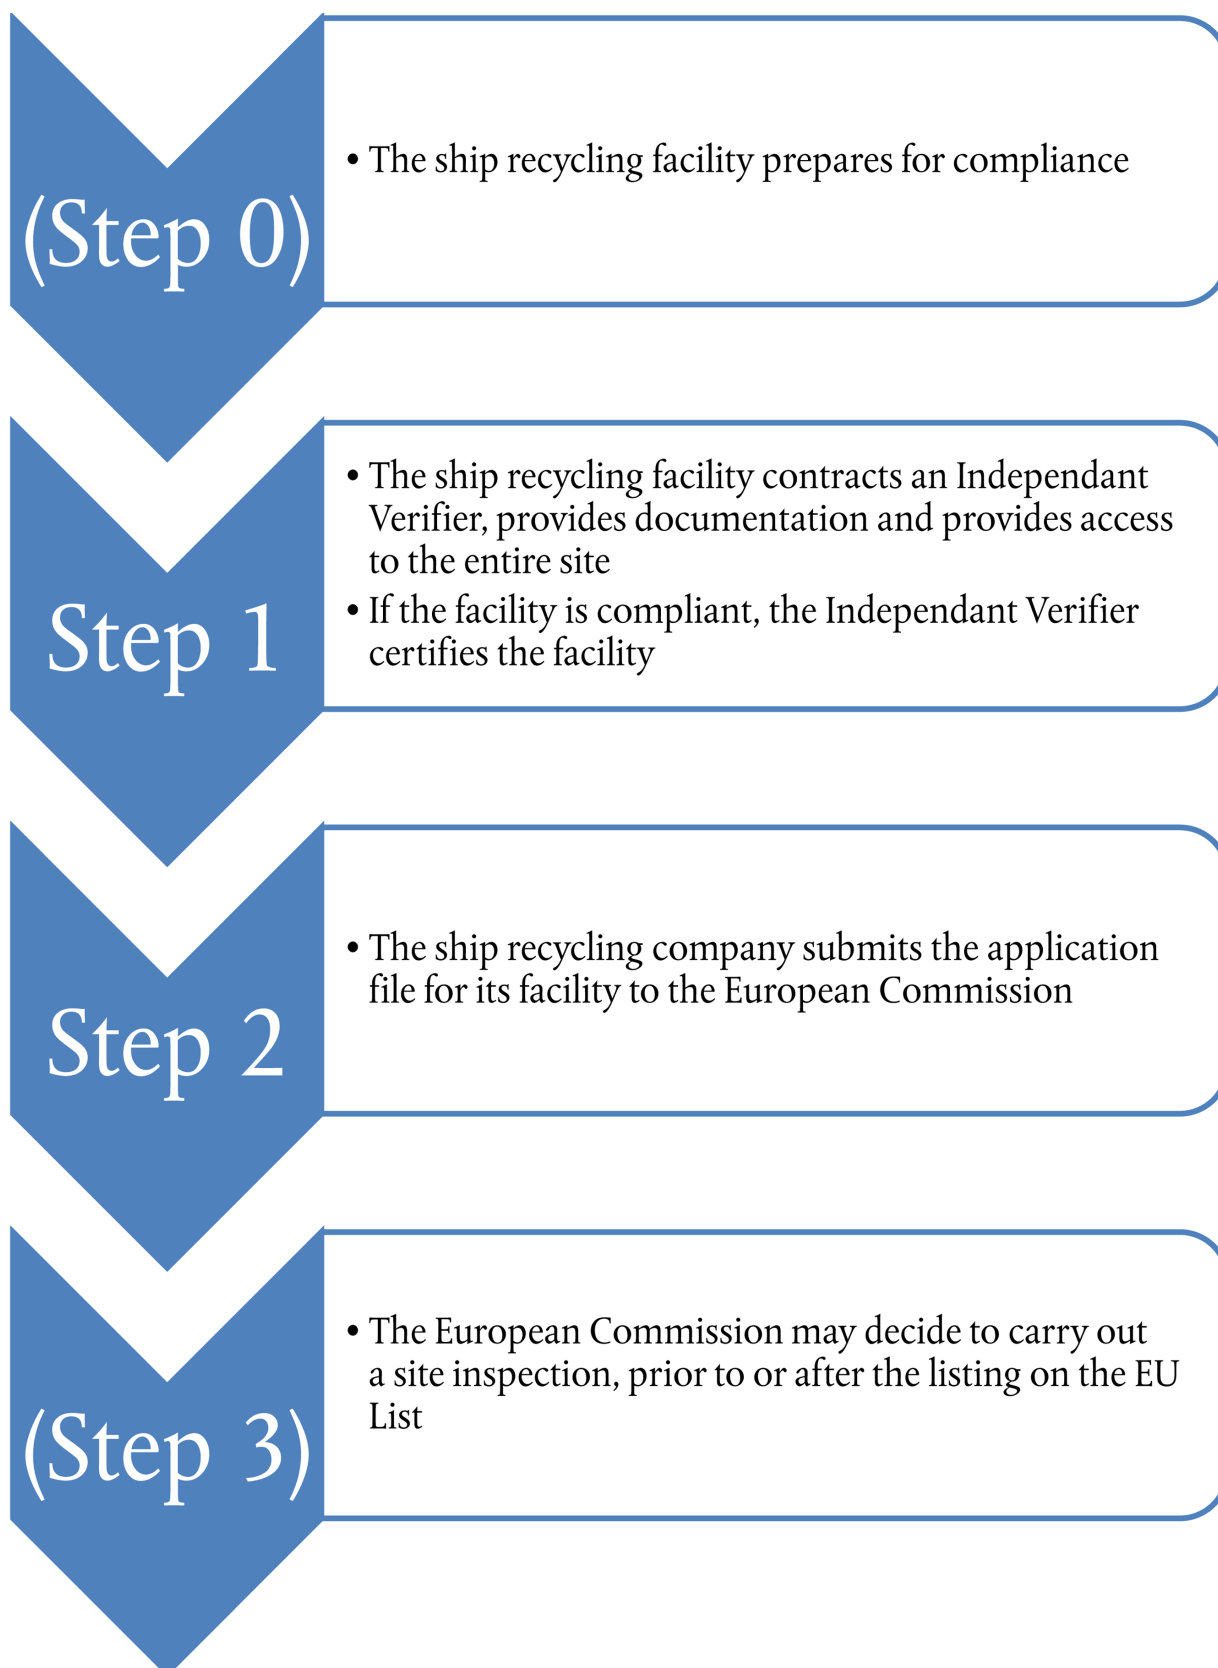 (Step 0)
• The ship recycling facility prepares for compliance
Step 1
• The ship recycling facility contracts an Independant
Verifier, provides documentation and provides access
to the entire site
• If the facility is compliant, the Independant Verifier
certifies the facility
Step 2
• The ship recycling company submits the application
file for its facility to the European Commission
(Step 3)
• The European Commission may decide to carry out
a site inspection, prior to or after the listing on the EU
List